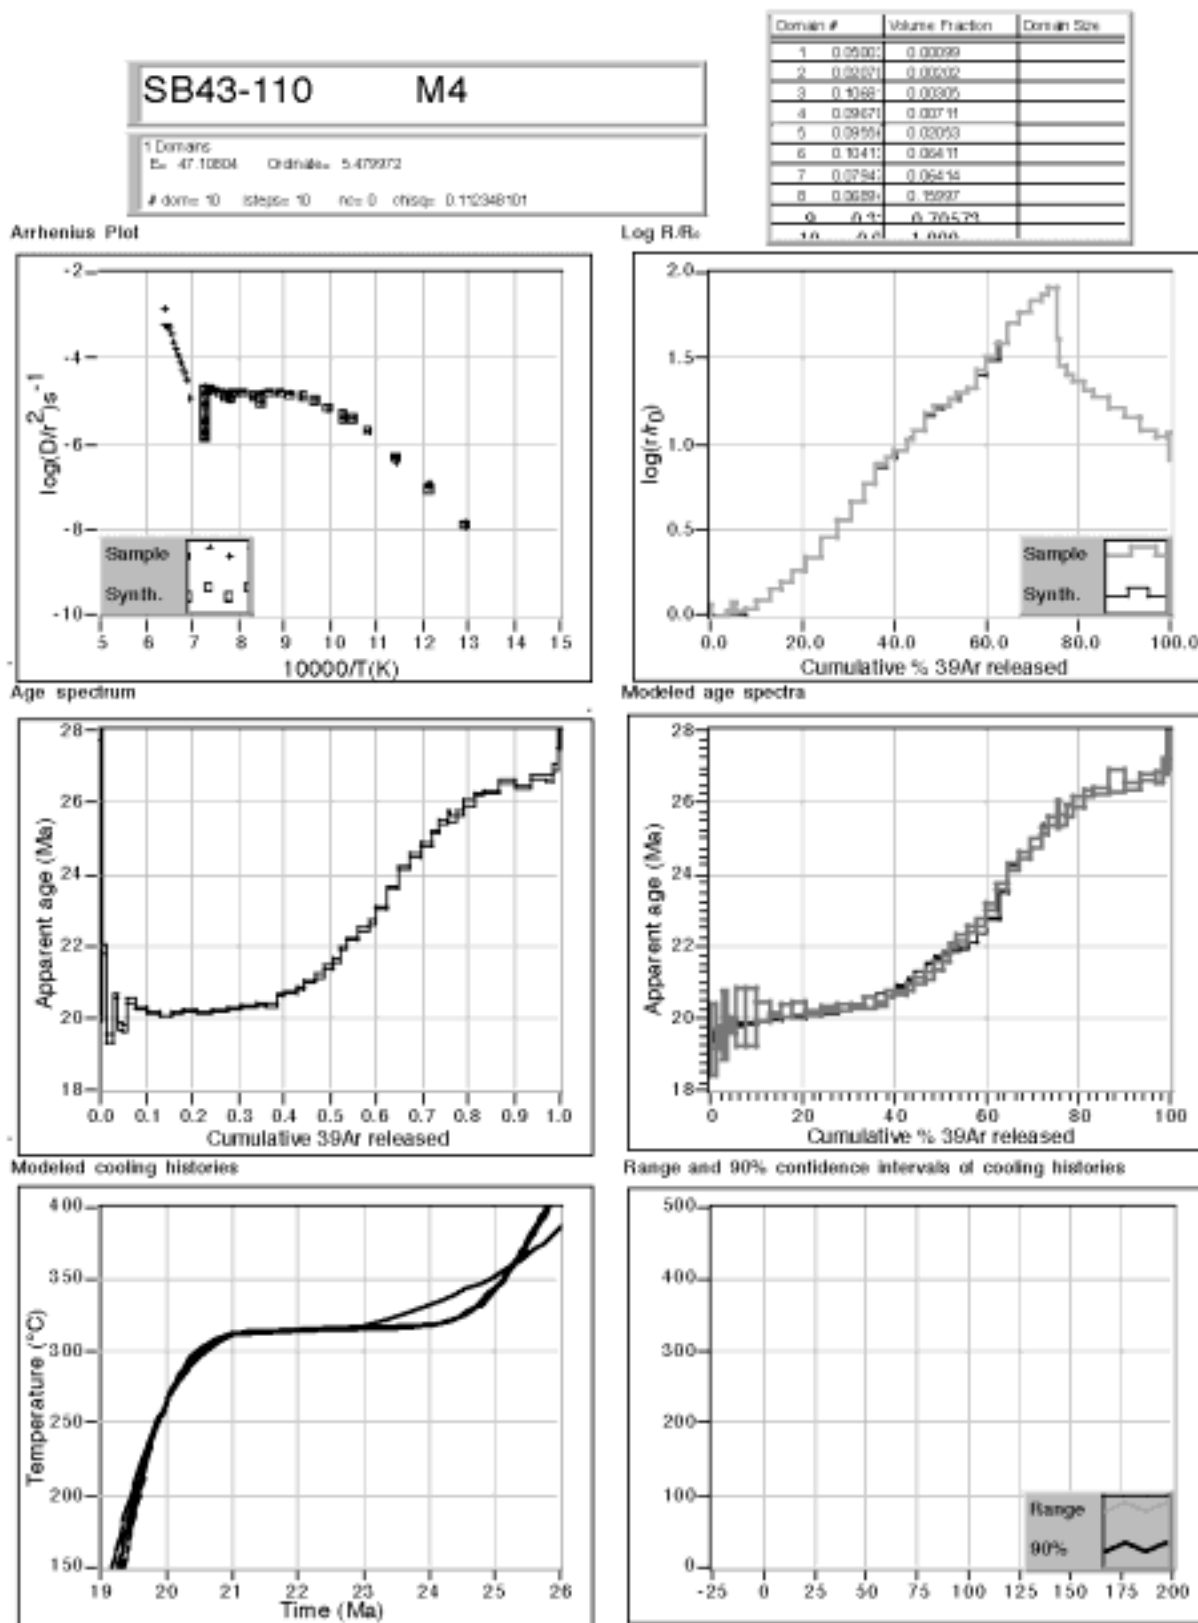 Domain # Volume Fraction Domain Size
1 0.00099
2 0.00202
3 0.00305
4 0.00711
5 0.02053
6 0.06411
7 0.06414
8 0.15997
9 0.70573
10 1.000
SB43-110 M4
1 Domains
E= 47.10804 Ordinate= 5.479972
# dom= 10 isteps= 10 nc= 0 chisq= 0.112348101
Arrhenius Plot
-2
-4
-6
-8
-10
log(D/r²)s⁻¹
Sample
Synth.
5 6 7 8 9 10 11 12 13 14 15
10000/T(K)
Log R/R₀
2.0
1.5
1.0
0.5
0.0
log(r/r0)
Sample
Synth.
0.0 20.0 40.0 60.0 80.0 100.0
Cumulative % 39Ar released
Age spectrum
28
26
24
22
20
18
Apparent age (Ma)
0.0 0.1 0.2 0.3 0.4 0.5 0.6 0.7 0.8 0.9 1.0
Cumulative 39Ar released
Modeled age spectra
28
26
24
22
20
18
Apparent age (Ma)
0 20 40 60 80 100
Cumulative % 39Ar released
Modeled cooling histories
400
350
300
250
200
150
Temperature (°C)
19 20 21 22 23 24 25 26
Time (Ma)
Range and 90% confidence intervals of cooling histories
500
400
300
200
100
0
Range
90%
-25 0 25 50 75 100 125 150 175 200